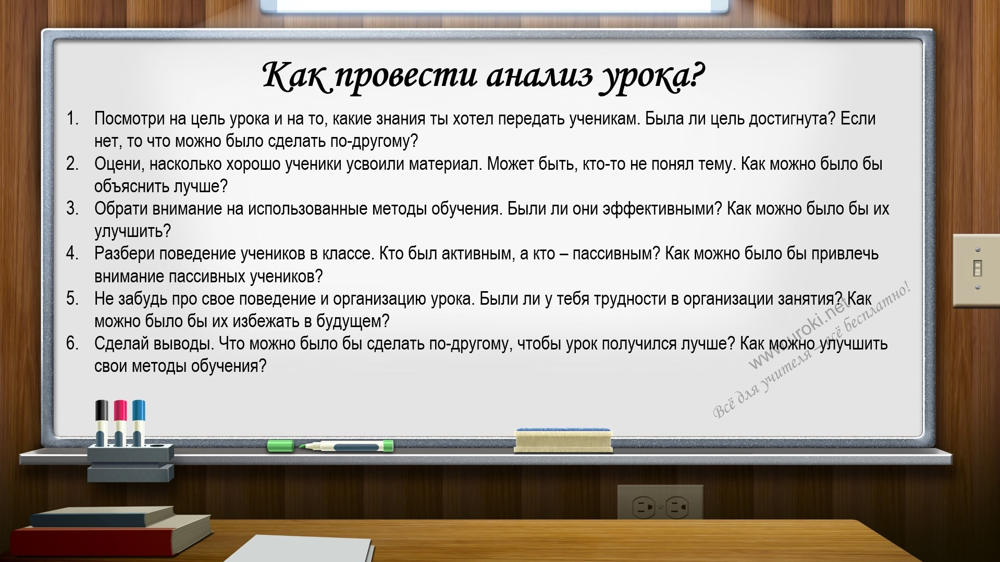 Как провести анализ урока?
1. Посмотри на цель урока и на то, какие знания ты хотел передать ученикам. Была ли цель достигнута? Если
нет, то что можно было сделать по-другому?
2. Оцени, насколько хорошо ученики усвоили материал. Может быть, кто-то не понял тему. Как можно было бы
объяснить лучше?
3. Обрати внимание на использованные методы обучения. Были ли они эффективными? Как можно было бы их
улучшить?
4. Разбери поведение учеников в классе. Кто был активным, а кто – пассивным? Как можно было бы привлечь
внимание пассивных учеников?
5. Не забудь про свое поведение и организацию урока. Были ли у тебя трудности в организации занятия? Как
можно было бы их избежать в будущем?
6. Сделай выводы. Что можно было бы сделать по-другому, чтобы урок получился лучше? Как можно улучшить
свои методы обучения?
www.uroki.net
Всё для учителя – всё бесплатно!